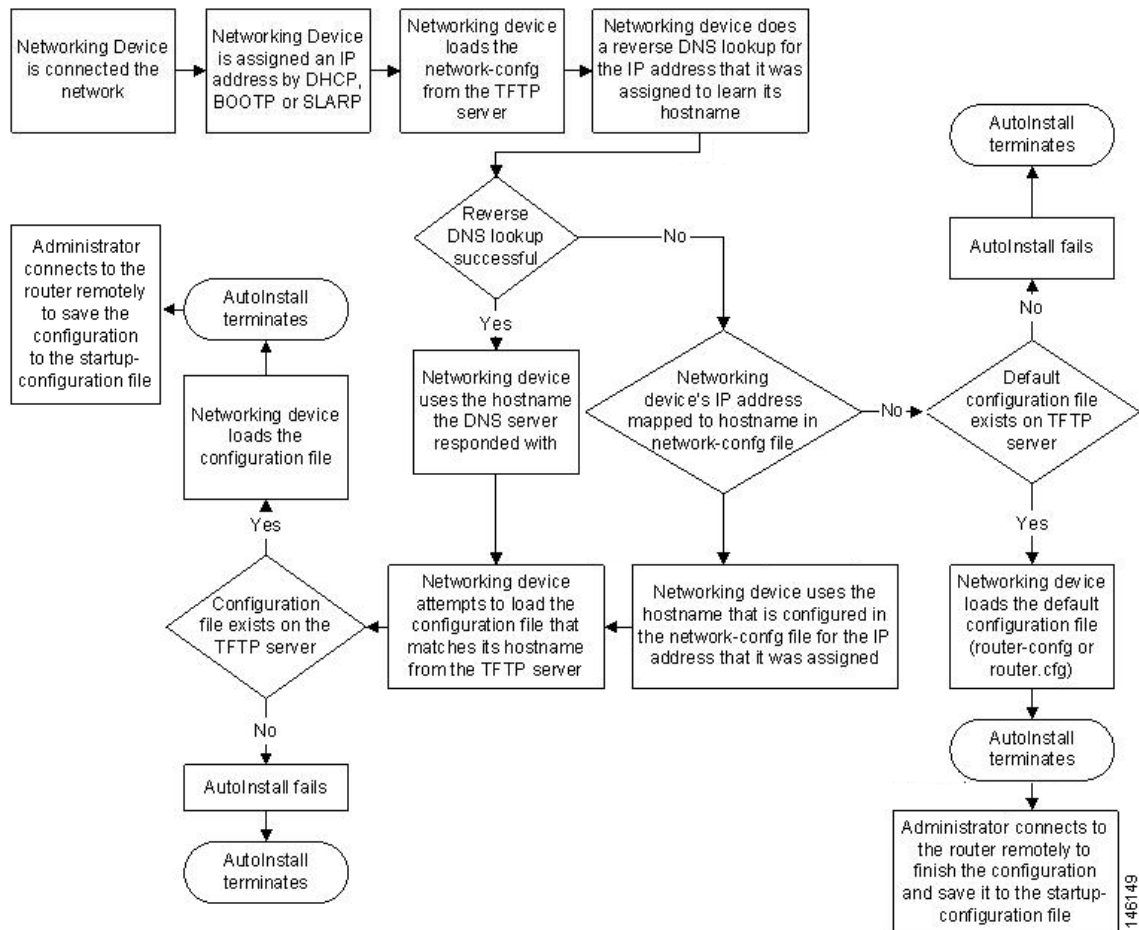 Networking Device
is connected the
network
Networking Device
is assigned an IP
address by DHCP,
BOOTP or SLARP
Networking device
loads the
network-confg
from the TFTP
server
Networking device does
a reverse DNS lookup for
the IP address that it was
assigned to learn its
hostname
AutoInstall
terminates
Reverse
DNS lookup
successful
No
AutoInstall fails
Administrator
connects to the
router remotely
to save the
configuration
to the startup-
configuration file
AutoInstall
terminates
Yes
No
Networking device
uses the hostname
the DNS server
responded with
Networking
device's IP address
mapped to hostname in
network-confg file
No
Default
configuration file
exists on TFTP
server
Networking device
loads the
configuration file
Yes
Yes
Configuration
file exists on the
TFTP server
Networking device
attempts to load the
configuration file that
matches its hostname
from the TFTP server
Networking device uses the
hostname that is configured in
the network-confg file for the IP
address that it was assigned
Networking device
loads the default
configuration file
(router-confg or
router.cfg)
No
AutoInstall fails
AutoInstall
terminates
AutoInstall
terminates
Administrator connects to
the router remotely to
finish the configuration
and save it to the startup-
configuration file
146149